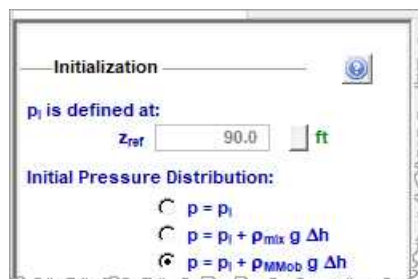 Initialization
pᵢ is defined at:
z_ref 90.0 ft
Initial Pressure Distribution:
p = pᵢ
p = pᵢ + ρ_mix g Δh
p = pᵢ + ρ_MMob g Δh